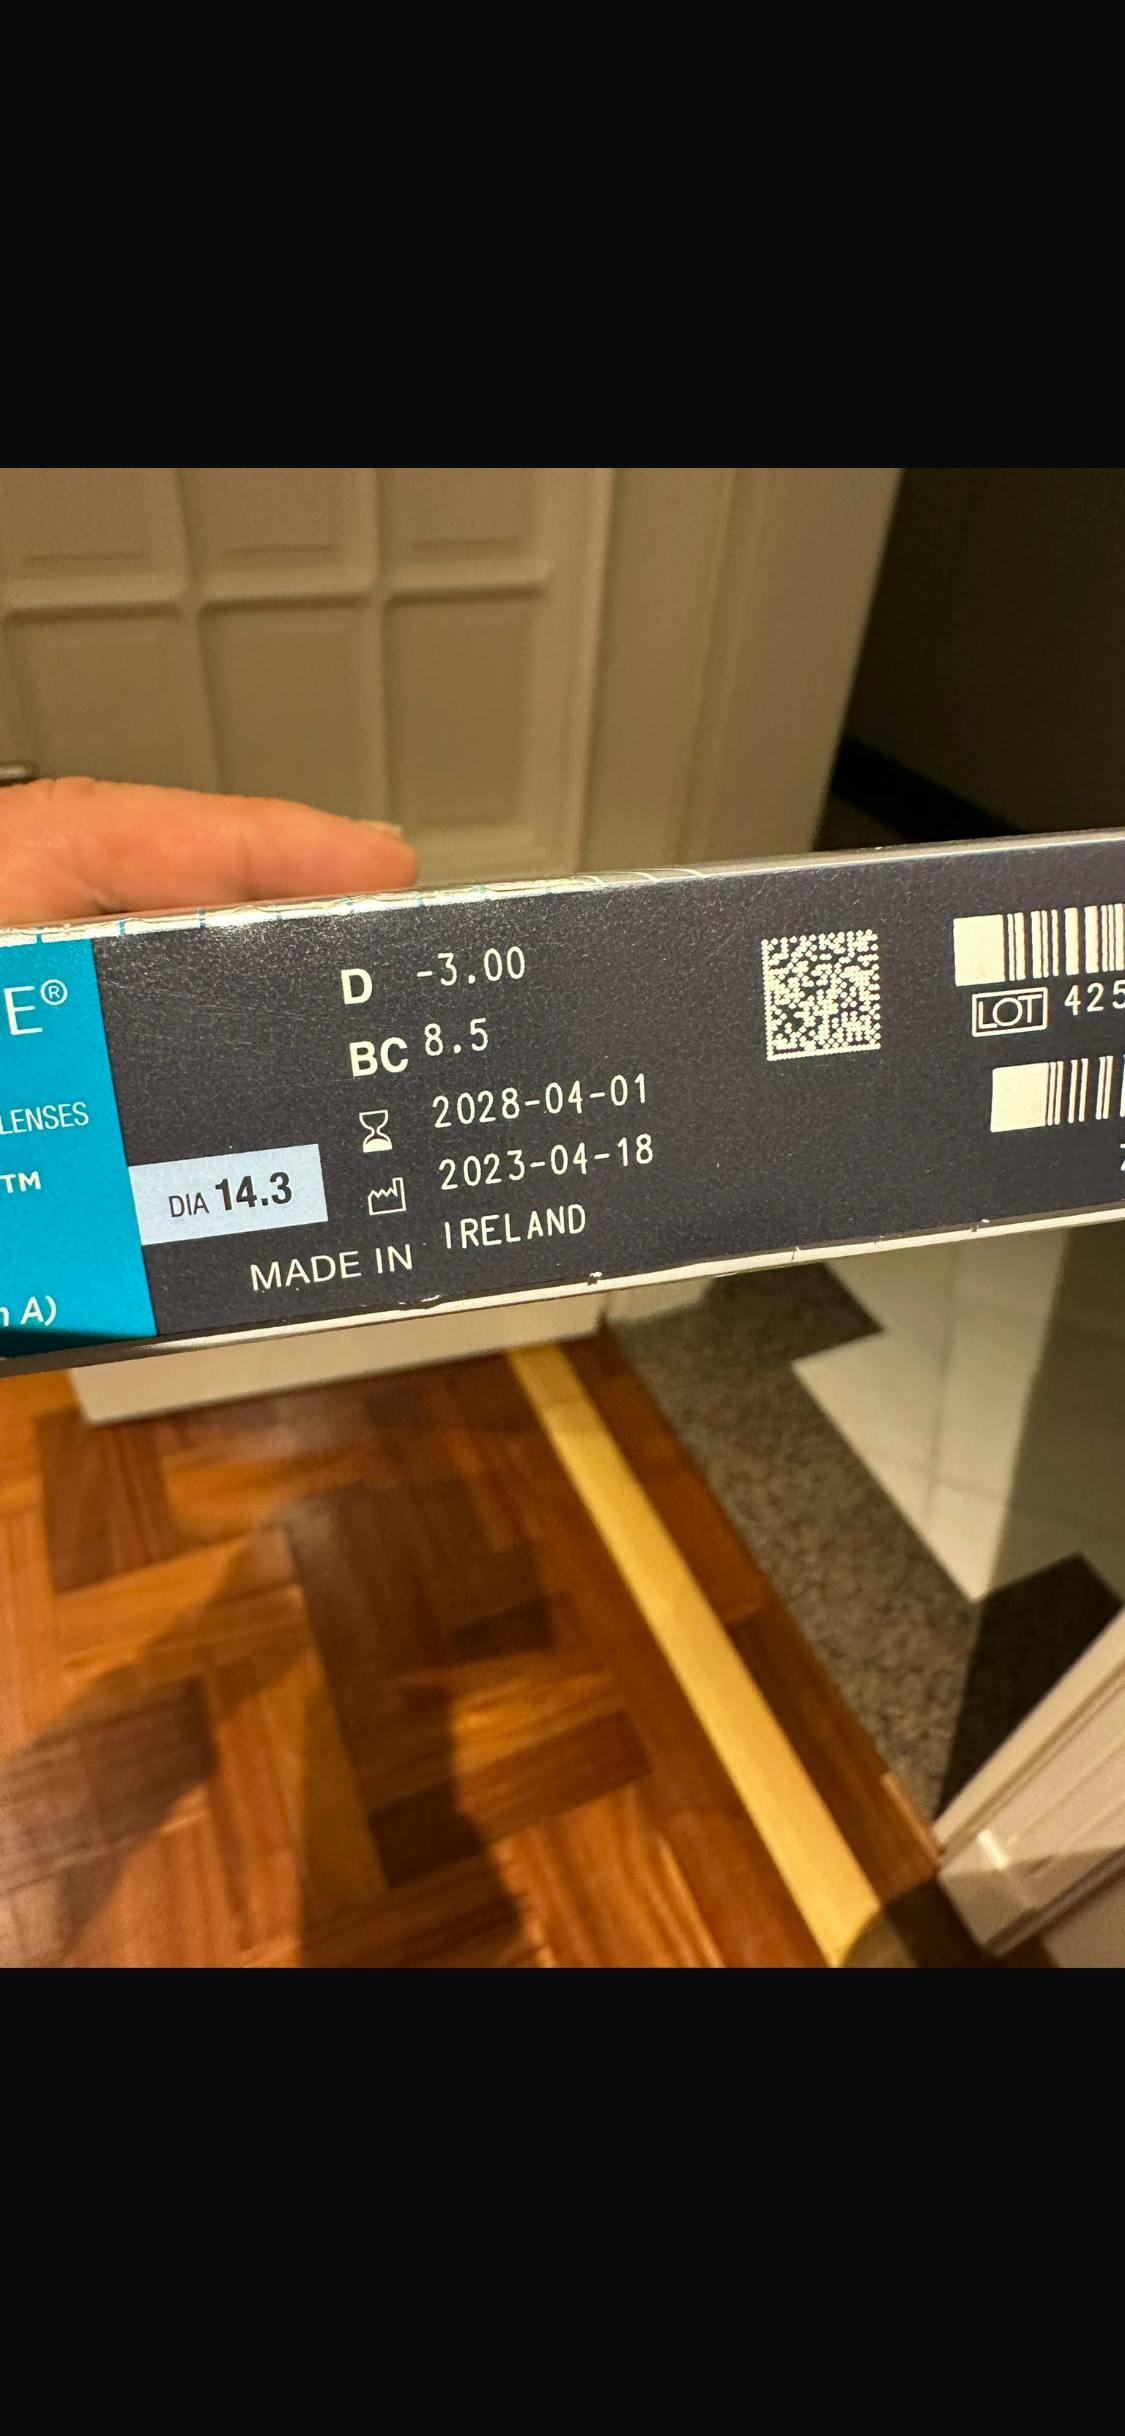 E®
LENSES
TM
A)
DIA 14.3
D -3.00
BC 8.5
2028-04-01
2023-04-18
MADE IN IRELAND
LOT 425